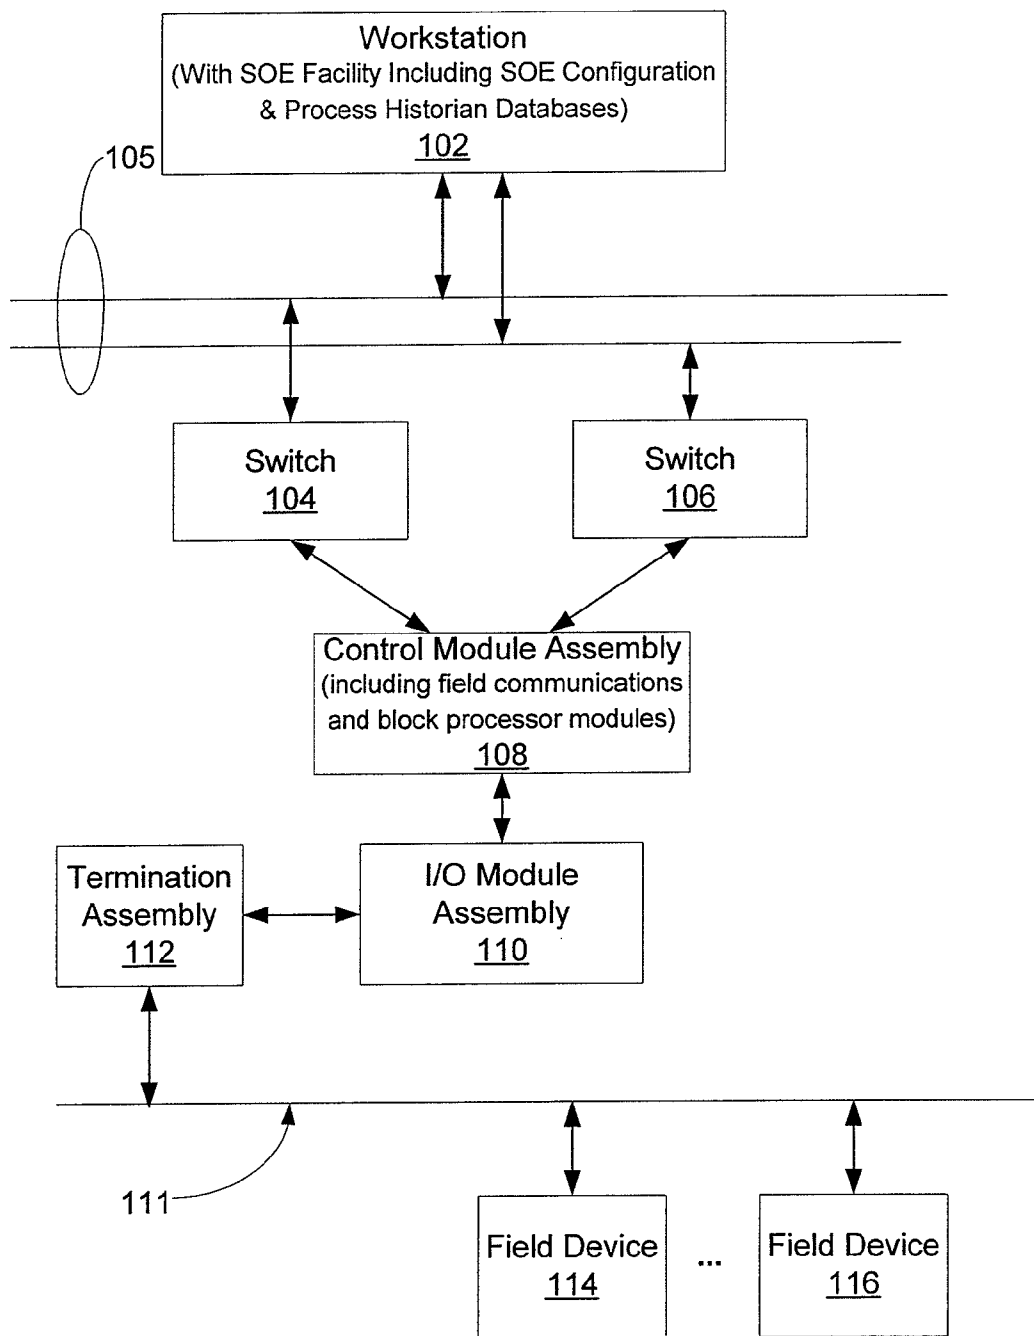 Workstation
(With SOE Facility Including SOE Configuration
& Process Historian Databases)
102
105
Switch
104
Switch
106
Control Module Assembly
(including field communications
and block processor modules)
108
Termination
Assembly
112
I/O Module
Assembly
110
111
Field Device
114
...
Field Device
116